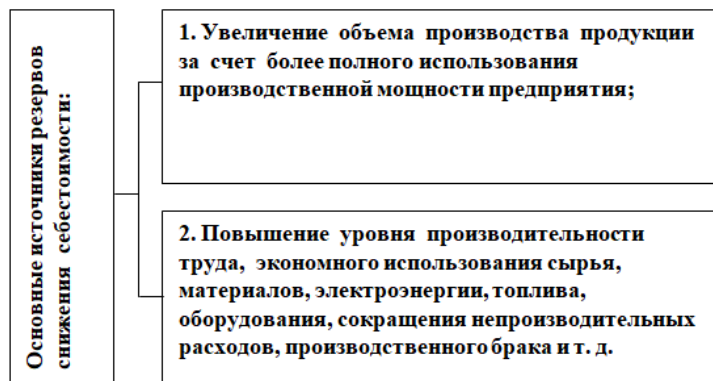 Основные источники резервов
снижения себестоимости:
1. Увеличение объема производства продукции
за счет более полного использования
производственной мощности предприятия;
2. Повышение уровня производительности
труда, экономного использования сырья,
материалов, электроэнергии, топлива,
оборудования, сокращения непроизводительных
расходов, производственного брака и т. д.